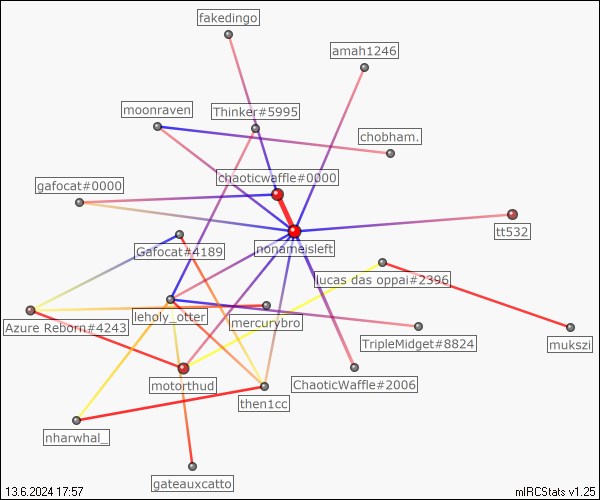 fakedingo
amah1246
moonraven
Thinker#5995
chobham.
chaoticwaffle#0000
gafocat#0000
tt532
nonameisleft
Gafocat#4189
lucas das oppai#2396
leholy_otter
mercurybro
Azure Reborn#4243
TripleMidget#8824
mukszi
motorthud
ChaoticWaffle#2006
then1cc
nharwhal_
gateauxcatto
13.6.2024 17:57
mIRCStats v1.25